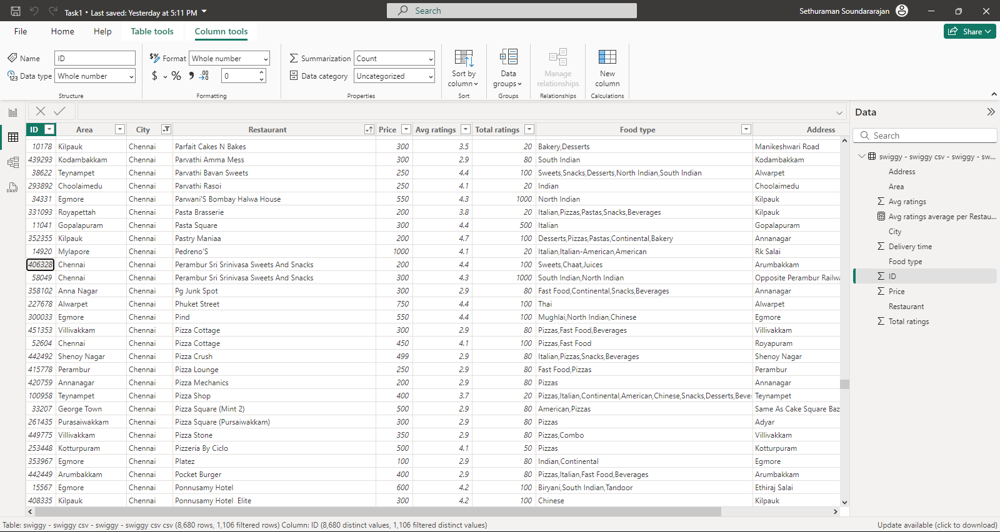 Task1 • Last saved: Yesterday at 5:11 PM
Search
Sethuraman Soundararajan
File Home Help Table tools Column tools
Share
Name ID
Data type Whole number
Structure
Format Whole number
$ % 9 .00 0
Formatting
Summarization Count
Data category Uncategorized
Properties
Sort by
column
Sort
Data
groups
Groups
Manage
relationships
Relationships
New
column
Calculations
ID Area City Restaurant Price Avg ratings Total ratings Food type Address
10178 Kilpauk Chennai Parfait Cakes N Bakes 300 3.5 20 Bakery,Desserts Manikeshwari Road
439293 Kodambakkam Chennai Parvathi Amma Mess 300 2.9 80 South Indian Kodambakkam
38622 Teynampet Chennai Parvathi Bavan Sweets 250 4.4 100 Sweets,Snacks,Desserts,North Indian,South Indian Alwarpet
293892 Choolaimedu Chennai Parvathi Rasoi 250 4.1 20 Indian Choolaimedu
34331 Egmore Chennai Parwani'S Bombay Halwa House 550 4.3 1000 North Indian Kilpauk
331093 Royapettah Chennai Pasta Brasserie 200 3.8 20 Italian,Pizzas,Pastas,Snacks,Beverages Kilpauk
11041 Gopalapuram Chennai Pasta Square 300 4.4 500 Italian Gopalapuram
352355 Kilpauk Chennai Pastry Maniaa 200 4.7 100 Desserts,Pizzas,Pastas,Continental,Bakery Annanagar
14920 Mylapore Chennai Pedreno'S 1000 4.1 20 Italian,Italian-American,American Rk Salai
406328 Chennai Chennai Perambur Sri Srinivasa Sweets And Snacks 200 4.4 100 Sweets,Chaat,Juices Arumbakkam
58049 Chennai Chennai Perambur Sri Srinivasa Sweets And Snacks 300 4.3 1000 South Indian,North Indian Opposite Perambur Railwa
358102 Anna Nagar Chennai Pg Junk Spot 300 2.9 80 Fast Food,Continental,Snacks,Beverages Annanagar
227678 Alwarpet Chennai Phuket Street 750 4.4 100 Thai Alwarpet
300033 Egmore Chennai Pind 550 4.4 100 Mughlai,North Indian,Chinese Egmore
451353 Villivakkam Chennai Pizza Cottage 300 2.9 80 Pizzas,Fast Food,Beverages Villivakkam
52604 Chennai Chennai Pizza Cottage 450 4.1 100 Pizzas,Fast Food Royapuram
442492 Shenoy Nagar Chennai Pizza Crush 499 2.9 80 Italian,Pizzas,Snacks,Beverages Shenoy Nagar
415778 Perambur Chennai Pizza Lounge 250 2.9 80 Fast Food,Pizzas Perambur
420759 Annanagar Chennai Pizza Mechanics 200 2.9 80 Pizzas Annanagar
100958 Teynampet Chennai Pizza Shop 400 3.7 20 Pizzas,Italian,Continental,American,Chinese,Snacks,Desserts,Bever Teynampet
33207 George Town Chennai Pizza Square (Mint 2) 500 2.9 80 American,Pizzas Same As Cake Square Baz
261435 Purasaiwakkam Chennai Pizza Square (Pursaiwakkam) 300 2.9 80 Pizzas Adyar
449775 Villivakkam Chennai Pizza Stone 350 2.9 80 Pizzas,Combo Villivakkam
253448 Kotturpuram Chennai Pizzeria By Ciclo 500 4.1 50 Pizzas Kotturpuram
353967 Egmore Chennai Platez 100 2.9 80 Indian,Continental Egmore
442449 Arumbakkam Chennai Pocket Burger 400 2.9 80 Pizzas,Italian,Fast Food,Beverages Arumbakkam
15567 Egmore Chennai Ponnusamy Hotel 600 4.2 100 Biryani,South Indian,Tandoor Ethiraj Salai
408335 Kilpauk Chennai Ponnusamy Hotel Elite 300 4.2 100 Chinese Kilpauk
Data
Search
swiggy - swiggy csv - swiggy - sw...
Address
Area
Avg ratings
Avg ratings average per Restau...
City
Delivery time
Food type
ID
Price
Restaurant
Total ratings
Table: swiggy - swiggy csv - swiggy - swiggy csv csv (8,680 rows, 1,106 filtered rows) Column: ID (8,680 distinct values, 1,106 filtered distinct values)
Update available (click to download)